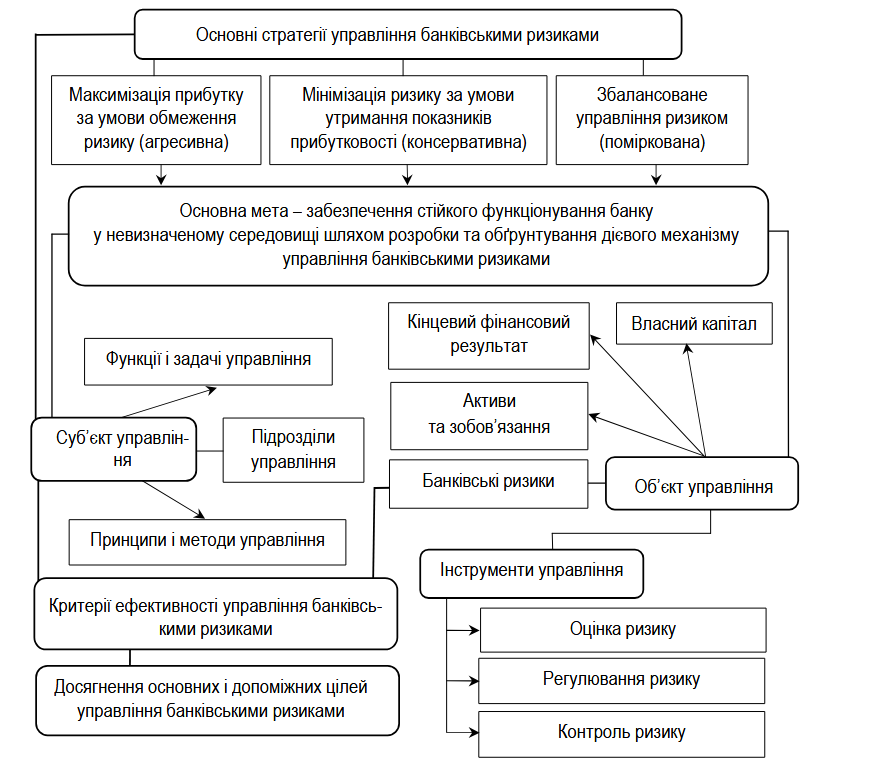 Основні стратегії управління банківськими ризиками
Максимізація прибутку
за умови обмеження
ризику (агресивна)
Мінімізація ризику за умови
утримання показників
прибутковості (консервативна)
Збалансоване
управління ризиком
(поміркована)
Основна мета – забезпечення стійкого функціонування банку
у невизначеному середовищі шляхом розробки та обґрунтування дієвого механізму
управління банківськими ризиками
Кінцевий фінансовий
результат
Власний капітал
Функції і задачі управління
Активи
та зобов’язання
Суб’єкт управлін-
ня
Підрозділи
управління
Банківські ризики
Об’єкт управління
Принципи і методи управління
Інструменти управління
Критерії ефективності управління банківсь-
кими ризиками
Оцінка ризику
Регулювання ризику
Контроль ризику
Досягнення основних і допоміжних цілей
управління банківськими ризиками